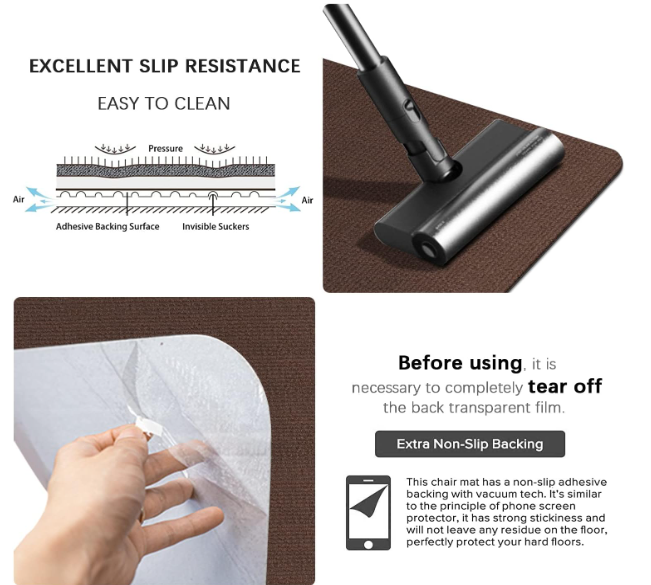 EXCELLENT SLIP RESISTANCE
EASY TO CLEAN
Pressure
Air
Air
Adhesive Backing Surface
Invisible Suckers
Before using, it is
necessary to completely tear off
the back transparent film.
Extra Non-Slip Backing
This chair mat has a non-slip adhesive
backing with vacuum tech. It's similar
to the principle of phone screen
protector, it has strong stickiness and
will not leave any residue on the floor,
perfectly protect your hard floors.